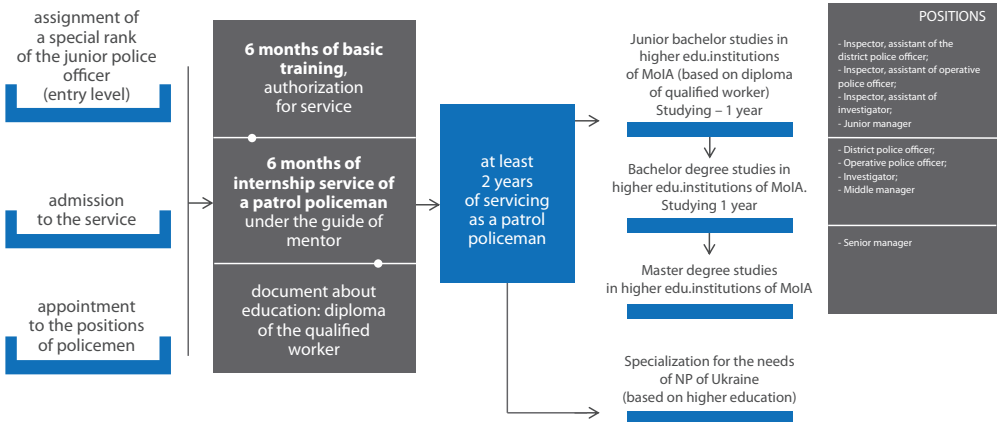 assignment of
a special rank
of the junior police
officer
(entry level)
admission
to the service
appointment
to the positions
of policemen
6 months of basic
training,
authorization
for service
6 months of
internship service of
a patrol policeman
under the guide of
mentor
document about
education: diploma
of the qualified
worker
at least
2 years
of servicing
as a patrol
policeman
Junior bachelor studies in
higher edu.institutions
of MoIA (based on diploma
of qualified worker)
Studying – 1 year
Bachelor degree studies in
higher edu.institutions of MoIA.
Studying 1 year
Master degree studies
in higher edu.institutions of MoIA
Specialization for the needs
of NP of Ukraine
(based on higher education)
POSITIONS
- Inspector, assistant of the
district police officer;
- Inspector, assistant of operative
police officer;
- Inspector, assistant of
investigator;
- Junior manager
- District police officer;
- Operative police officer;
- Investigator;
- Middle manager
- Senior manager